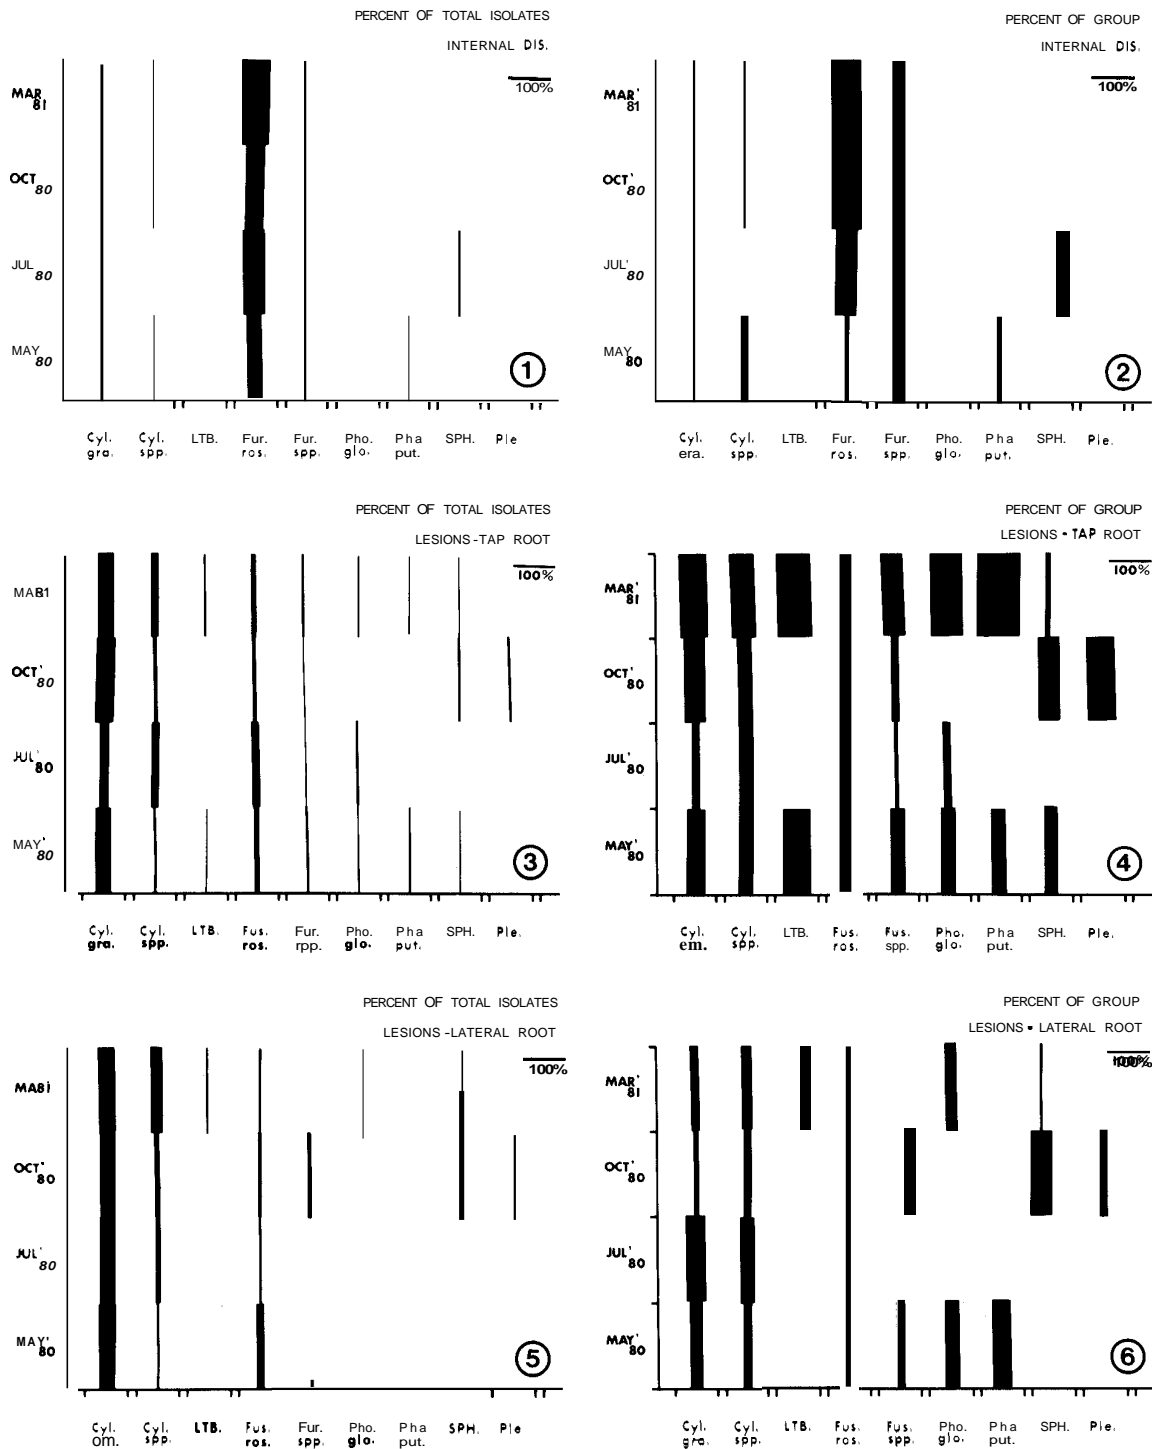 PERCENT OF TOTAL ISOLATES
INTERNAL DIS.
100%
MAR 81
OCT 80
JUL 80
MAY 80
1
Cyl. Cyl. LTB. Fur. Fur. Pho. Pha SPH. Ple.
gra. spp. ros. spp. glo. put.
PERCENT OF GROUP
INTERNAL DIS.
100%
MAR' 81
OCT' 80
JUL' 80
MAY 80
2
Cyl. Cyl. LTB. Fur. Fur. Pho. Pha SPH. Ple.
era. spp. ros. spp. glo. put.
PERCENT OF TOTAL ISOLATES
LESIONS-TAP ROOT
100%
MAR81
OCT' 80
JUL' 80
MAY' 80
3
Cyl. Cyl. LTB. Fus. Fur. Pho. Pha SPH. Ple.
gra. spp. ros. rpp. glo. put.
PERCENT OF GROUP
LESIONS - TAP ROOT
100%
MAR' 81
OCT' 80
JUL' 80
MAY' 80
4
Cyl. Cyl. LTB. Fus. Fus. Pho. Pha SPH. Ple.
em. spp. ros. spp. glo. put.
PERCENT OF TOTAL ISOLATES
LESIONS-LATERAL ROOT
100%
MA81
OCT' 80
JUL' 80
MAY' 80
5
Cyl. Cyl. LTB. Fus. Fur. Pho. Pha SPH. Ple
om. spp. ros. spp. glo. put.
PERCENT OF GROUP
LESIONS - LATERAL ROOT
100%
MAR' 81
OCT' 80
JUL' 80
MAY' 80
6
Cyl. Cyl. LTB. Fus. Fus. Pho. Pha SPH. Ple.
gra. spp. ros. spp. glo. put.